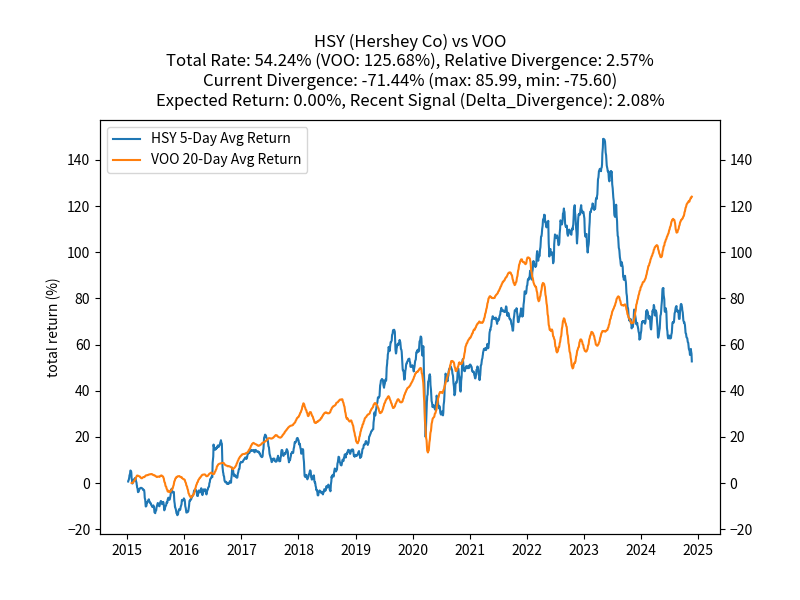 HSY (Hershey Co) vs VOO
Total Rate: 54.24% (VOO: 125.68%), Relative Divergence: 2.57%
Current Divergence: -71.44% (max: 85.99, min: -75.60)
Expected Return: 0.00%, Recent Signal (Delta_Divergence): 2.08%
HSY 5-Day Avg Return
VOO 20-Day Avg Return
total return (%)
140 140
120 120
100 100
80 80
60 60
40 40
20 20
0 0
−20 −20
2015 2016 2017 2018 2019 2020 2021 2022 2023 2024 2025